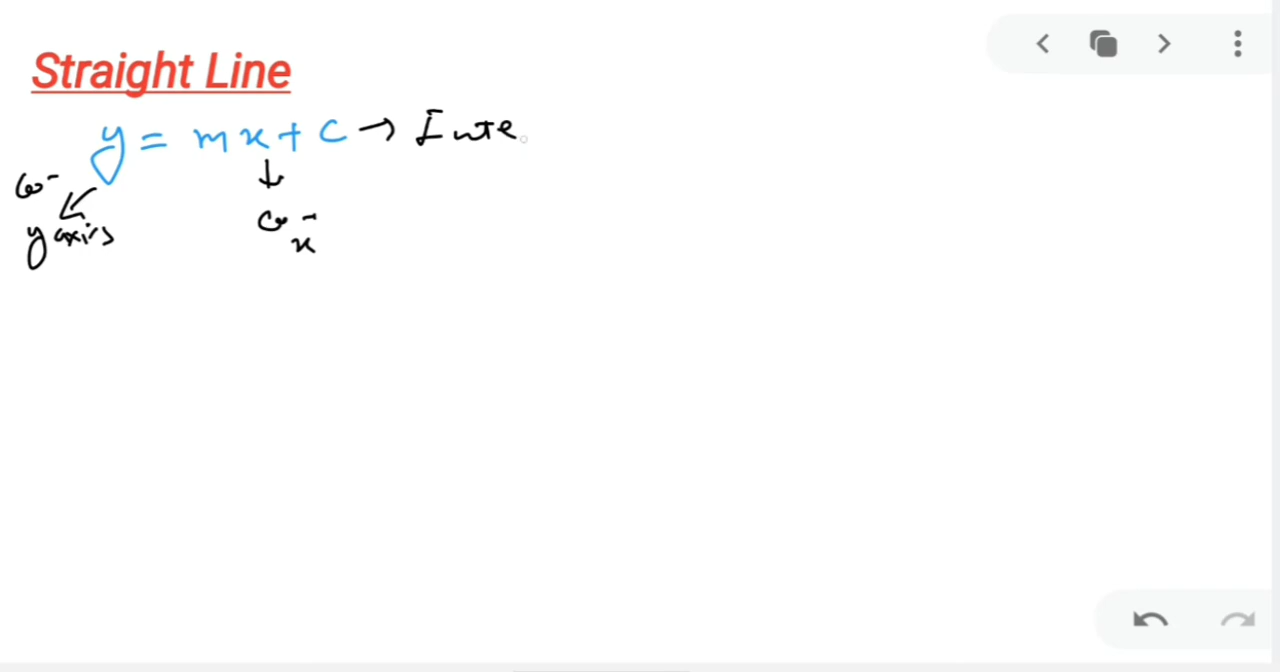 Straight Line
y = mx + c → Inte
co-
y axis
co-
x